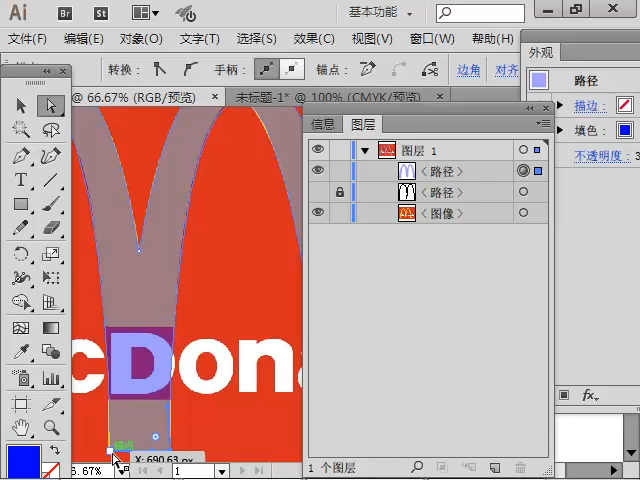 Ai Br St 基本功能
文件(F) 编辑(E) 对象(O) 文字(T) 选择(S) 效果(C) 视图(V) 窗口(W) 帮助(H)
转换： 手柄： 锚点： 边角 对齐
@ 66.67% (RGB/预览) × 未标题-1* @ 100% (CMYK/预览) ×
外观
路径
描边：
填色：
不透明度：
信息 图层
图层 1
〈路径〉
〈路径〉
〈图像〉
cDon
锚点
X: 690.63 px
6.67% 1
1 个图层
fx.